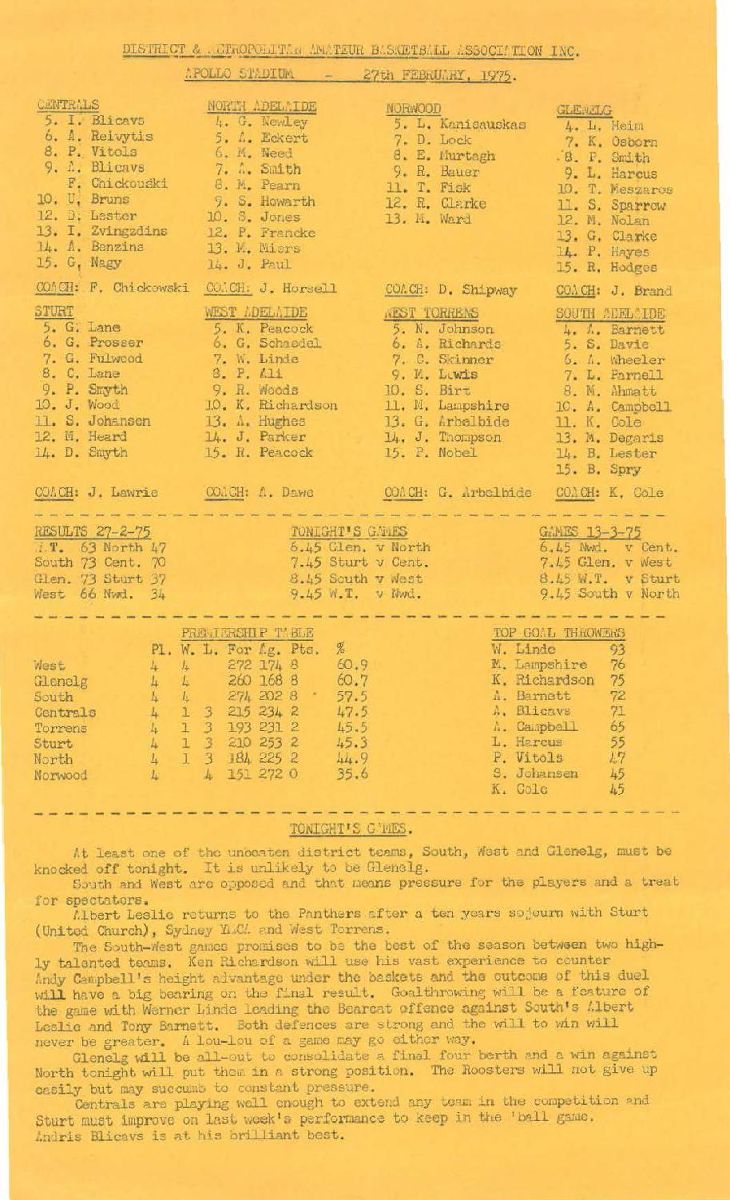 DISTRICT & METROPOLITAN AMATEUR BASKETBALL ASSOCIATION INC.
APOLLO STADIUM - 27th FEBRUARY, 1975.
CENTRALS
5. I. Blicavs
6. A. Reivytis
8. P. Vitols
9. A. Blicavs
F. Chickouski
10. U. Bruns
12. D. Lester
13. I. Zvingzdins
14. A. Benzins
15. G. Nagy
COACH: F. Chickowski
NORTH ADELAIDE
4. G. Newley
5. A. Eckert
6. M. Need
7. A. Smith
8. M. Pearn
9. S. Howarth
10. S. Jones
12. P. Francke
13. M. Miers
14. J. Paul
COACH: J. Horsell
NORWOOD
5. L. Kanisauskas
7. D. Lock
8. E. Murtagh
9. R. Bauer
11. T. Fisk
12. R. Clarke
13. M. Ward
COACH: D. Shipway
GLENELG
4. L. Heim
7. K. Osborn
8. P. Smith
9. L. Harcus
10. T. Meszaros
11. S. Sparrow
12. M. Nolan
13. G. Clarke
14. P. Hayes
15. R. Hodges
COACH: J. Brand
STURT
5. G. Lane
6. G. Prosser
7. G. Fulwood
8. C. Lane
9. P. Smyth
10. J. Wood
11. S. Johansen
12. M. Heard
14. D. Smyth
COACH: J. Lawrie
WEST ADELAIDE
5. K. Peacock
6. G. Schaedel
7. W. Linde
8. P. Ali
9. R. Woods
10. K. Richardson
13. A. Hughes
14. J. Parker
15. R. Peacock
COACH: A. Dawe
WEST TORRENS
5. N. Johnson
6. A. Richards
7. C. Skinner
9. M. Lewis
10. S. Birt
11. M. Lampshire
13. G. Arbelbide
14. J. Thompson
15. P. Nobel
COACH: G. Arbelbide
SOUTH ADELAIDE
4. A. Barnett
5. S. Davie
6. A. Wheeler
7. L. Parnell
8. M. Ahmatt
10. A. Campbell
11. K. Cole
13. M. Degaris
14. B. Lester
15. B. Spry
COACH: K. Cole
RESULTS 27-2-75
W.T. 63 North 47
South 73 Cent. 70
Glen. 73 Sturt 37
West 66 Nwd. 34
TONIGHT'S GAMES
6.45 Glen. v North
7.45 Sturt v Cent.
8.45 South v West
9.45 W.T. v Nwd.
GAMES 13-3-75
6.45 Nwd. v Cent.
7.45 Glen. v West
8.45 W.T. v Sturt
9.45 South v North
PREMIERSHIP TABLE
Pl. W. L. For Ag. Pts. %
West 4 4 272 174 8 60.9
Glenelg 4 4 260 168 8 60.7
South 4 4 274 202 8 57.5
Centrals 4 1 3 215 234 2 47.5
Torrens 4 1 3 193 231 2 45.5
Sturt 4 1 3 210 253 2 45.3
North 4 1 3 184 225 2 44.9
Norwood 4 4 151 272 0 35.6
TOP GOAL THROWERS
W. Linde 93
M. Lampshire 76
K. Richardson 75
A. Barnett 72
A. Blicavs 71
A. Campbell 65
L. Harcus 55
P. Vitols 47
S. Johansen 45
K. Cole 45
TONIGHT'S GAMES.
At least one of the unbeaten district teams, South, West and Glenelg, must be
knocked off tonight. It is unlikely to be Glenelg.
South and West are opposed and that means pressure for the players and a treat
for spectators.
Albert Leslie returns to the Panthers after a ten years sojourn with Sturt
(United Church), Sydney YMCA and West Torrens.
The South-West games promises to be the best of the season between two high-
ly talented teams. Ken Richardson will use his vast experience to counter
Andy Campbell's height advantage under the baskets and the outcome of this duel
will have a big bearing on the final result. Goalthrowing will be a feature of
the game with Werner Linde leading the Bearcat offence against South's Albert
Leslie and Tony Barnett. Both defences are strong and the will to win will
never be greater. A lou-lou of a game may go either way.
Glenelg will be all-out to consolidate a final four berth and a win against
North tonight will put them in a strong position. The Roosters will not give up
easily but may succumb to constant pressure.
Centrals are playing well enough to extend any team in the competition and
Sturt must improve on last week's performance to keep in the 'ball game.
Andris Blicavs is at his brilliant best.